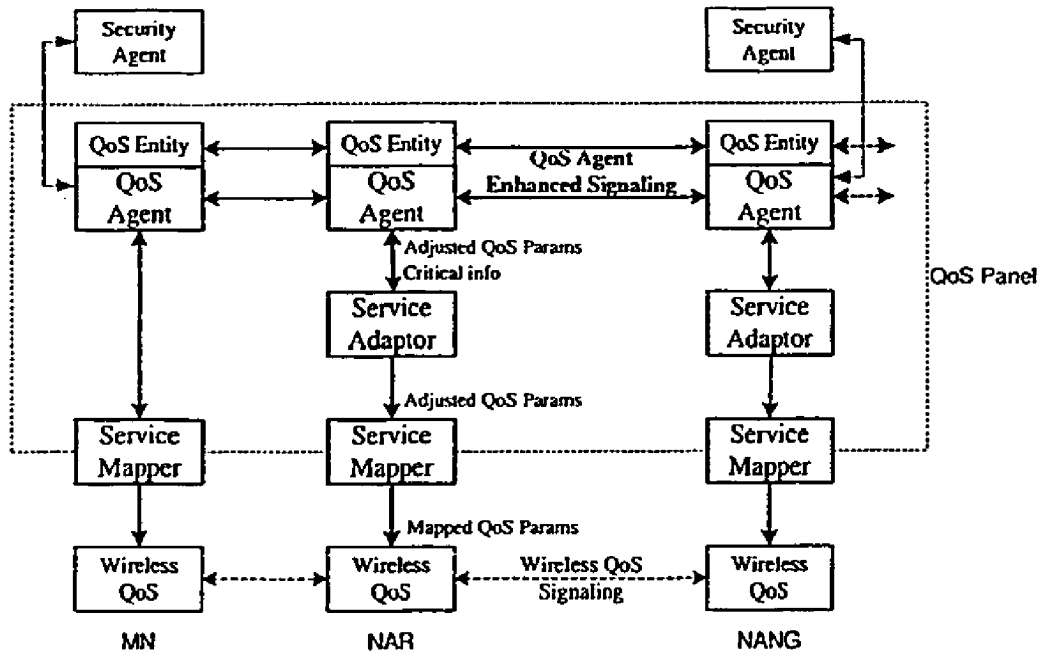 Security
Agent
Security
Agent
QoS Entity
QoS Entity
QoS Entity
QoS Agent
Enhanced Signaling
QoS
Agent
QoS
Agent
QoS
Agent
Adjusted QoS Params
Critical info
QoS Panel
Service
Adaptor
Service
Adaptor
Adjusted QoS Params
Service
Mapper
Service
Mapper
Service
Mapper
Mapped QoS Params
Wireless
QoS
Wireless
QoS
Wireless QoS
Signaling
Wireless
QoS
MN
NAR
NANG